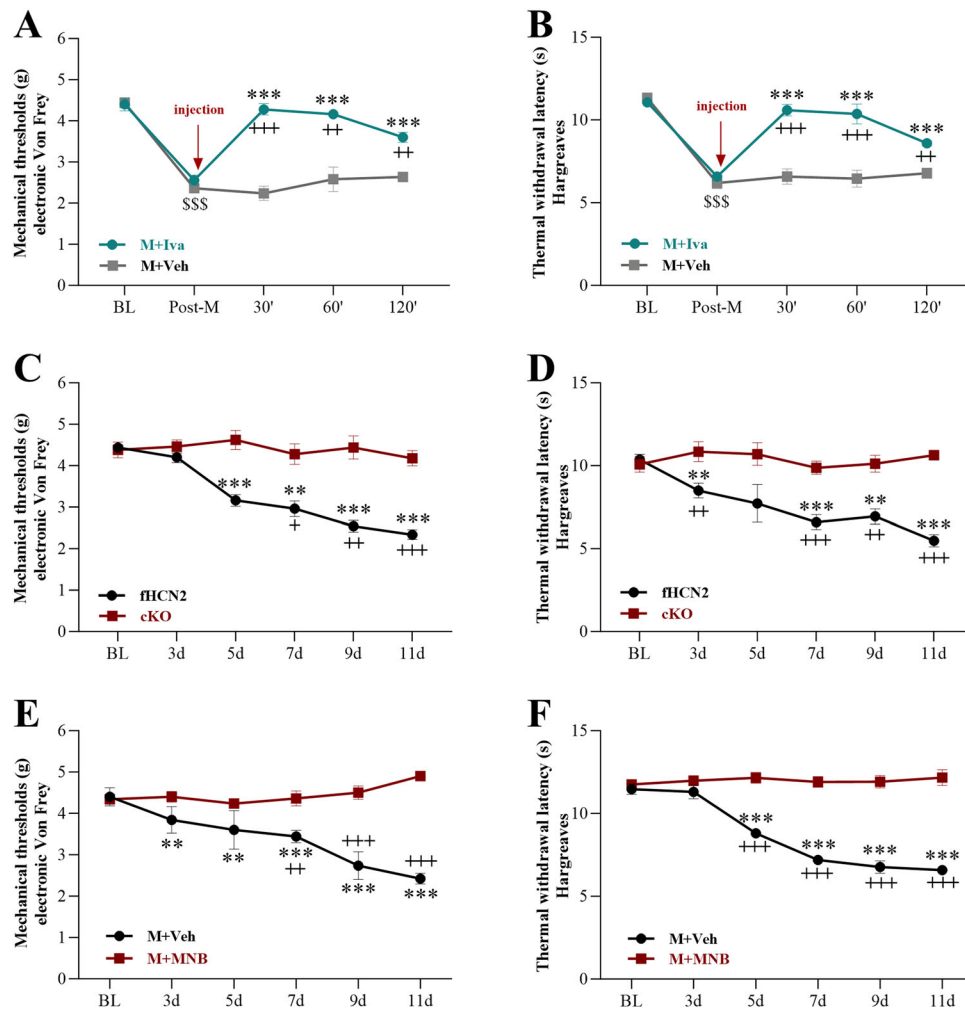 A
Mechanical thresholds (g)
electronic Von Frey
6
5
4
3
2
1
0
injection
***
+++
***
++
***
++
$$$
M+Iva
M+Veh
BL Post-M 30' 60' 120'
B
Thermal withdrawal latency (s)
Hargreaves
15
10
5
0
injection
***
+++
***
+++
***
++
$$$
M+Iva
M+Veh
BL Post-M 30' 60' 120'
C
Mechanical thresholds (g)
electronic Von Frey
6
5
4
3
2
1
0
***
**
+
***
++
***
+++
fHCN2
cKO
BL 3d 5d 7d 9d 11d
D
Thermal withdrawal latency (s)
Hargreaves
15
10
5
0
**
++
***
+++
**
++
***
+++
fHCN2
cKO
BL 3d 5d 7d 9d 11d
E
Mechanical thresholds (g)
electronic Von Frey
6
5
4
3
2
1
0
**
**
***
++
+++
***
+++
***
M+Veh
M+MNB
BL 3d 5d 7d 9d 11d
F
Thermal withdrawal latency (s)
Hargreaves
15
10
5
0
***
+++
***
+++
***
+++
***
+++
M+Veh
M+MNB
BL 3d 5d 7d 9d 11d